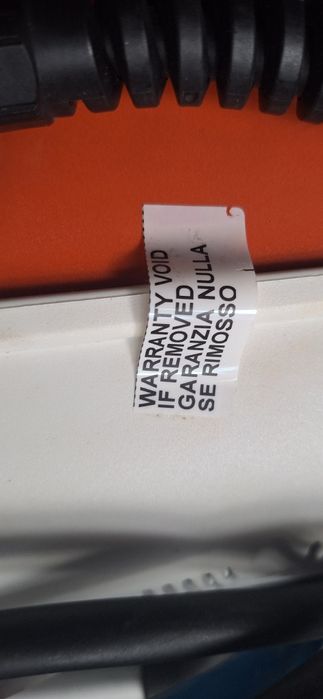 WARRANTY VOID
IF REMOVED
GARANZIA NULLA
SE RIMOSSO